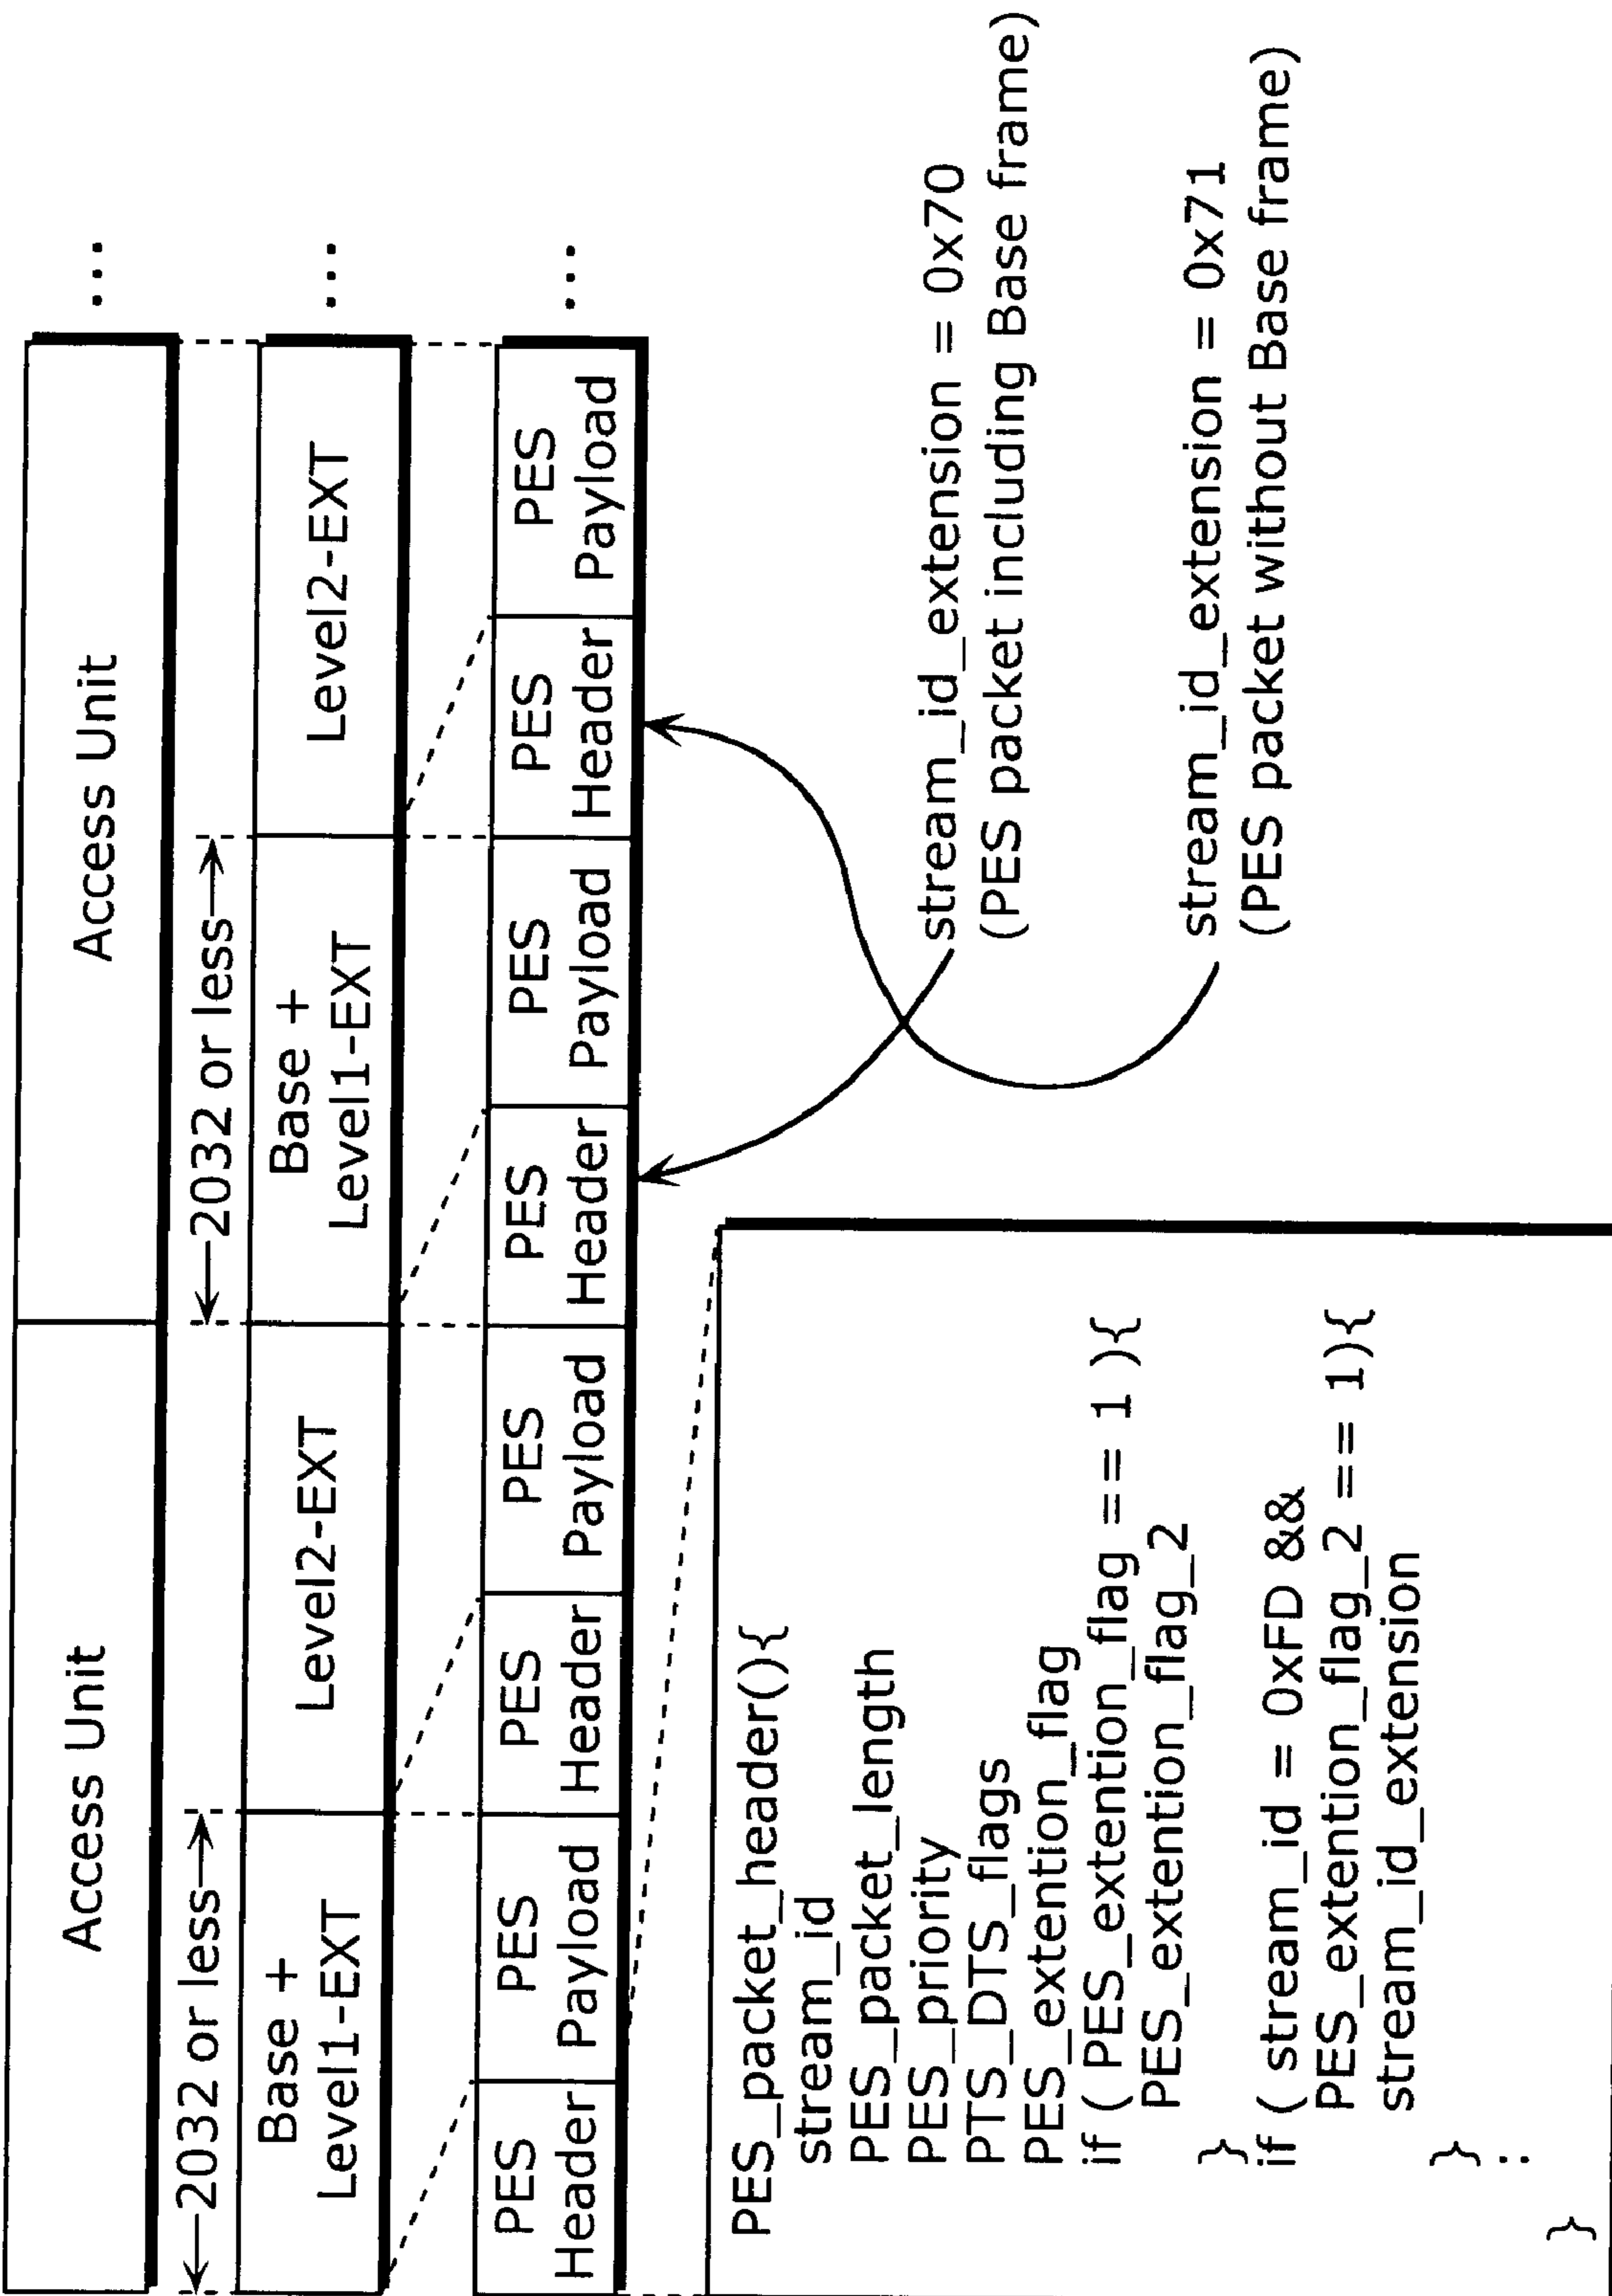 Access Unit
Access Unit
...
2032 or less
2032 or less
Base +
Level1-EXT
Level2-EXT
Base +
Level1-EXT
Level2-EXT
...
PES
Header
PES
Payload
PES
Header
PES
Payload
PES
Header
PES
Payload
PES
Header
PES
Payload
...
PES_packet_header(){
stream_id
PES_packet_length
PES_priority
PTS_DTS_flags
PES_extention_flag
if ( PES_extention_flag == 1 ){
PES_extention_flag_2
}
if ( stream_id = 0xFD &&
PES_extention_flag_2 == 1){
stream_id_extension
}
:
}
stream_id_extension = 0x70
(PES packet including Base frame)
stream_id_extension = 0x71
(PES packet without Base frame)